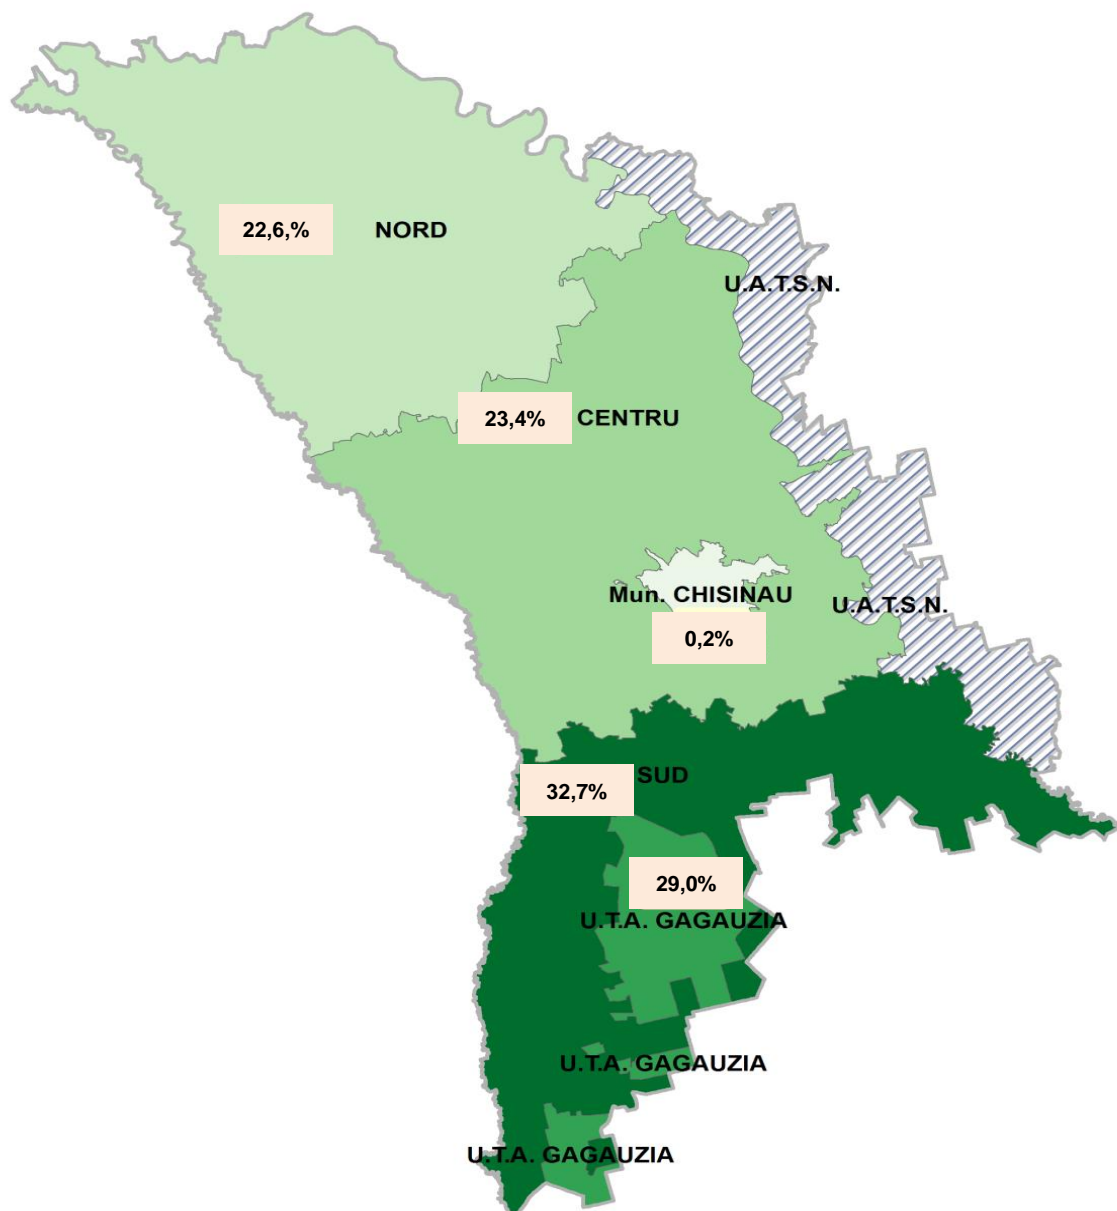 22,6,% NORD
U.A.T.S.N.
23,4% CENTRU
Mun. CHISINAU
U.A.T.S.N.
0,2%
SUD
32,7%
29,0%
U.T.A. GAGAUZIA
U.T.A. GAGAUZIA
U.T.A. GAGAUZIA